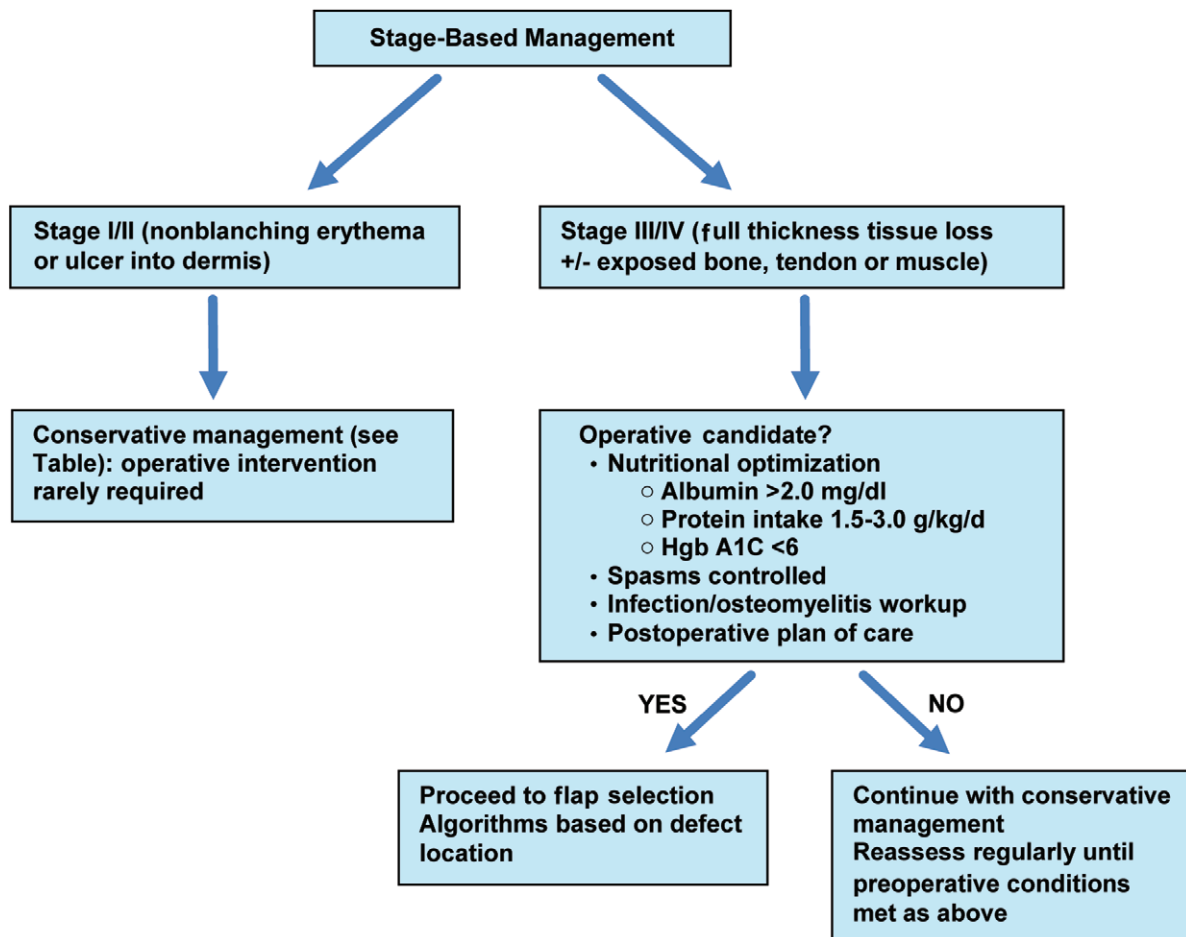 Stage-Based Management
Stage I/II (nonblanching erythema
or ulcer into dermis)
Stage III/IV (full thickness tissue loss
+/- exposed bone, tendon or muscle)
Conservative management (see
Table): operative intervention
rarely required
Operative candidate?
• Nutritional optimization
○ Albumin >2.0 mg/dl
○ Protein intake 1.5-3.0 g/kg/d
○ Hgb A1C <6
• Spasms controlled
• Infection/osteomyelitis workup
• Postoperative plan of care
YES
NO
Proceed to flap selection
Algorithms based on defect
location
Continue with conservative
management
Reassess regularly until
preoperative conditions
met as above